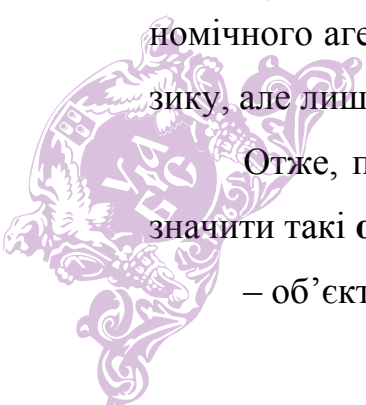 номічного аге
зику, але лиш
Отже, п
значити такі о
– об’єкт